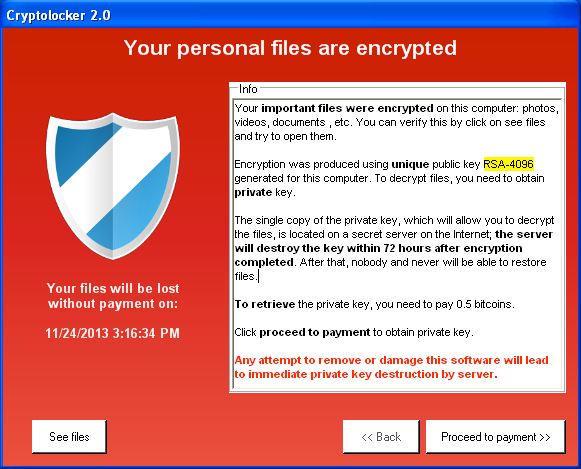 Cryptolocker 2.0
Your personal files are encrypted
Info
Your important files were encrypted on this computer: photos,
videos, documents , etc. You can verify this by click on see files
and try to open them.
Encryption was produced using unique public key RSA-4096
generated for this computer. To decrypt files, you need to obtain
private key.
The single copy of the private key, which will allow you to decrypt
the files, is located on a secret server on the Internet; the server
will destroy the key within 72 hours after encryption
completed. After that, nobody and never will be able to restore
files.
To retrieve the private key, you need to pay 0.5 bitcoins.
Click proceed to payment to obtain private key.
Any attempt to remove or damage this software will lead
to immediate private key destruction by server.
Your files will be lost
without payment on:
11/24/2013 3:16:34 PM
See files
<< Back
Proceed to payment >>